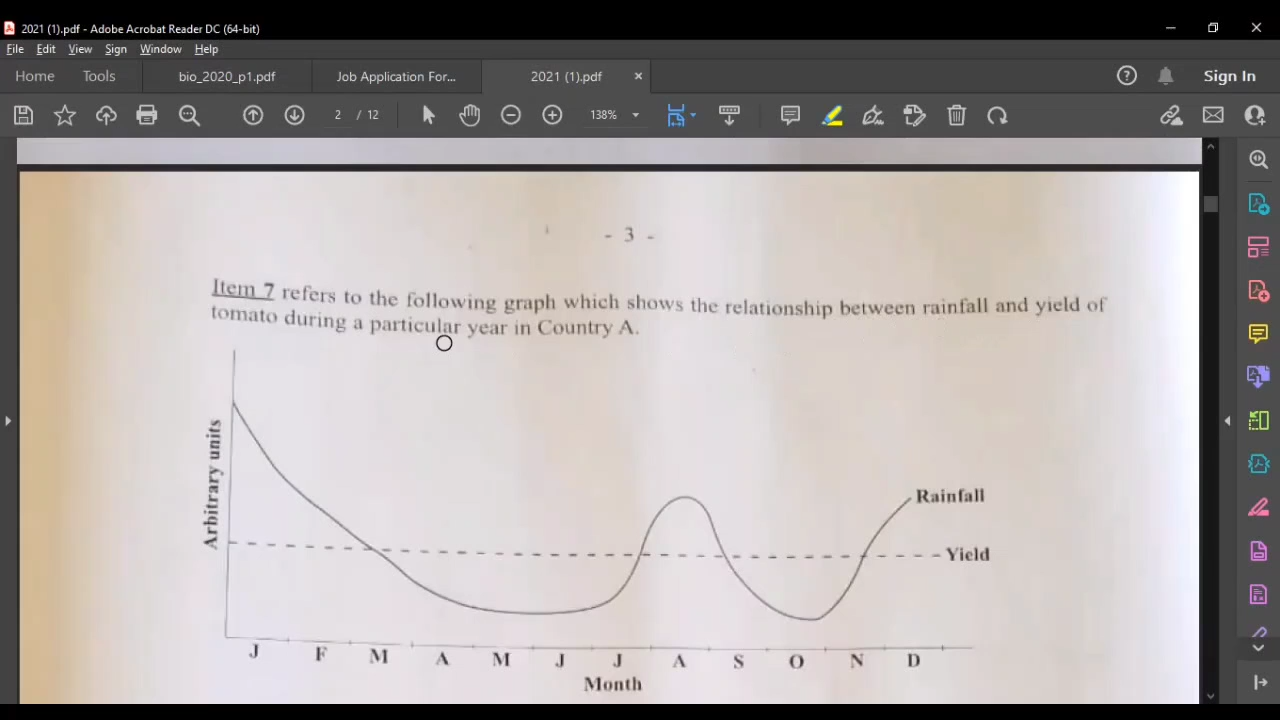 2021 (1).pdf - Adobe Acrobat Reader DC (64-bit)
File Edit View Sign Window Help
Home Tools bio_2020_p1.pdf Job Application For... 2021 (1).pdf Sign In
2 / 12 138%
- 3 -
Item 7 refers to the following graph which shows the relationship between rainfall and yield of
tomato during a particular year in Country A.
Arbitrary units
Rainfall
Yield
J F M A M J J A S O N D
Month